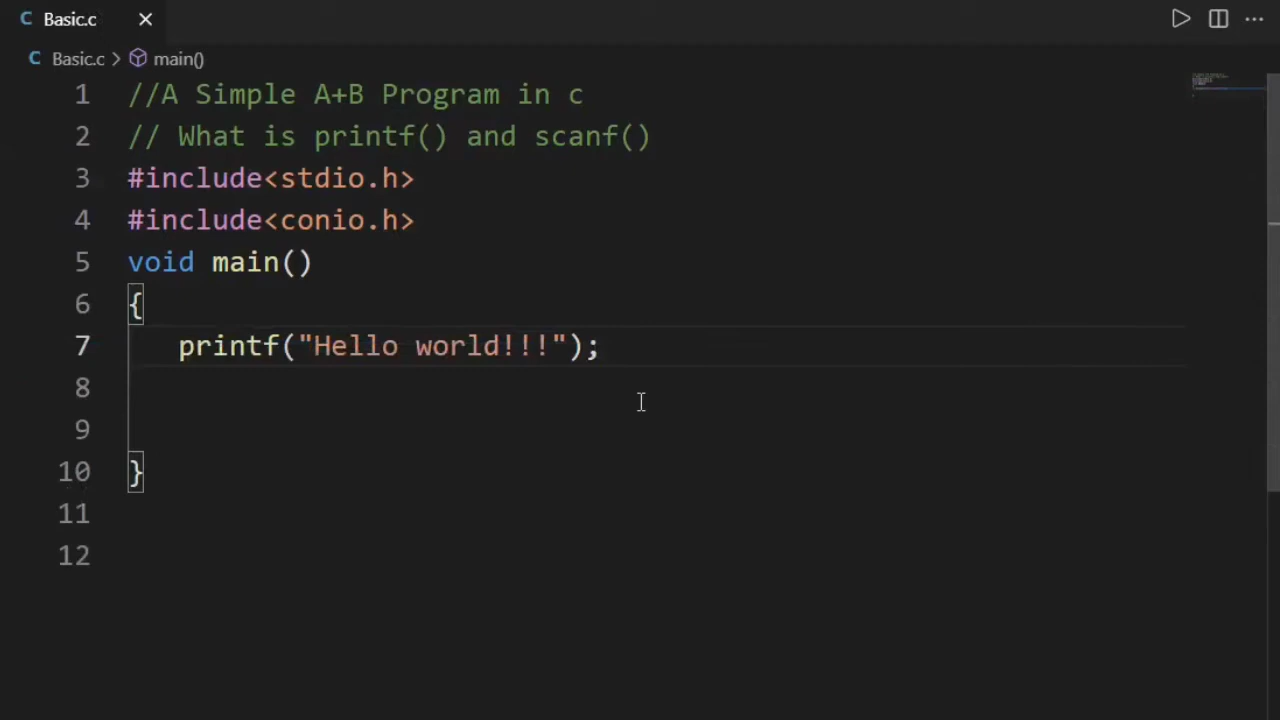 C Basic.c ×
C Basic.c > main()
1 //A Simple A+B Program in c
2 // What is printf() and scanf()
3 #include<stdio.h>
4 #include<conio.h>
5 void main()
6 {
7 printf("Hello world!!!");
8
9
10 }
11
12